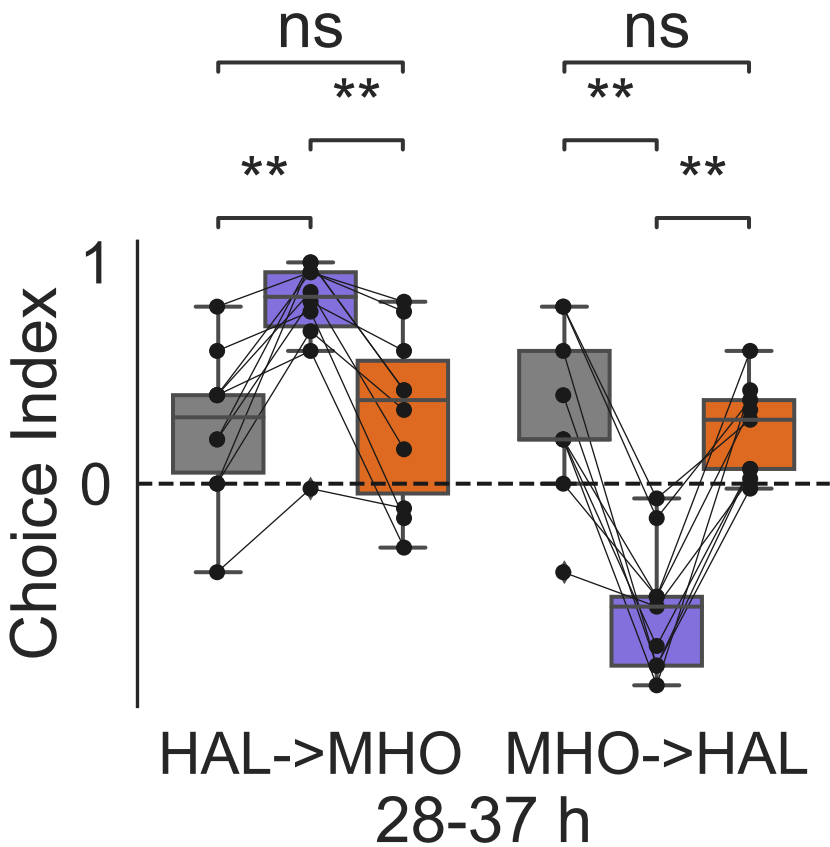 ns ns
** **
** **
1
0
Choice Index
HAL->MHO MHO->HAL
28-37 h